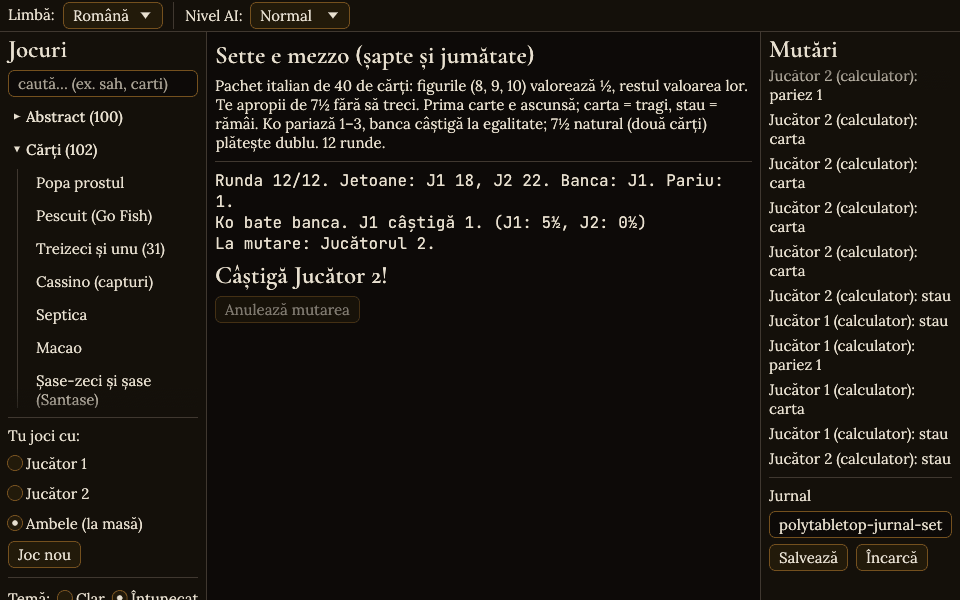 Limbă: Română ▼ Nivel AI: Normal ▼
Jocuri
caută... (ex. sah, carti)
▸ Abstract (100)
▾ Cărți (102)
Popa prostul
Pescuit (Go Fish)
Treizeci și unu (31)
Cassino (capturi)
Septica
Macao
Șase-zeci și șase
(Santase)
Tu joci cu:
Jucător 1
Jucător 2
Ambele (la masă)
Joc nou
Temă: Clar Întunecat
Sette e mezzo (șapte și jumătate)
Pachet italian de 40 de cărți: figurile (8, 9, 10) valorează ½, restul valoarea lor.
Te apropii de 7½ fără să treci. Prima carte e ascunsă; carta = tragi, stau =
rămâi. Ko pariază 1–3, banca câștigă la egalitate; 7½ natural (două cărți)
plătește dublu. 12 runde.
Runda 12/12. Jetoane: J1 18, J2 22. Banca: J1. Pariu:
1.
Ko bate banca. J1 câștigă 1. (J1: 5½, J2: 0½)
La mutare: Jucătorul 2.
Câștigă Jucător 2!
Anulează mutarea
Mutări
Jucător 2 (calculator):
pariez 1
Jucător 2 (calculator):
carta
Jucător 2 (calculator):
carta
Jucător 2 (calculator):
carta
Jucător 2 (calculator):
carta
Jucător 2 (calculator): stau
Jucător 1 (calculator): stau
Jucător 1 (calculator):
pariez 1
Jucător 1 (calculator):
carta
Jucător 1 (calculator): stau
Jucător 2 (calculator): stau
Jurnal
polytabletop-jurnal-set
Salvează Încarcă